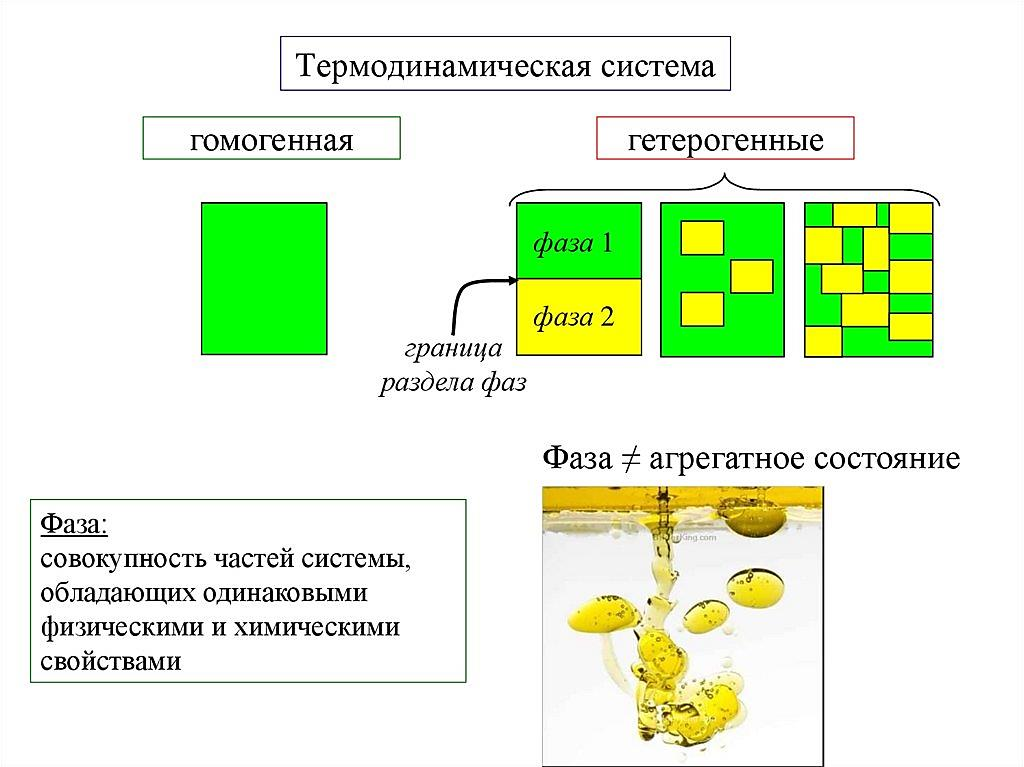 Термодинамическая система
гомогенная
гетерогенные
фаза 1
фаза 2
граница
раздела фаз
Фаза ≠ агрегатное состояние
Фаза:
совокупность частей системы,
обладающих одинаковыми
физическими и химическими
свойствами